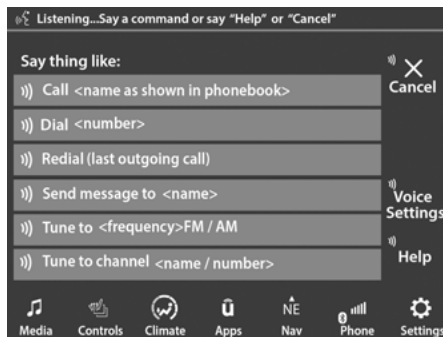 Listening...Say a command or say “Help” or “Cancel”
Say thing like:
Call <name as shown in phonebook>
Dial <number>
Redial (last outgoing call)
Send message to <name>
Tune to <frequency>FM / AM
Tune to channel <name / number>
Cancel
Voice
Settings
Help
û
NE
Media Controls Climate Apps Nav Phone Settings